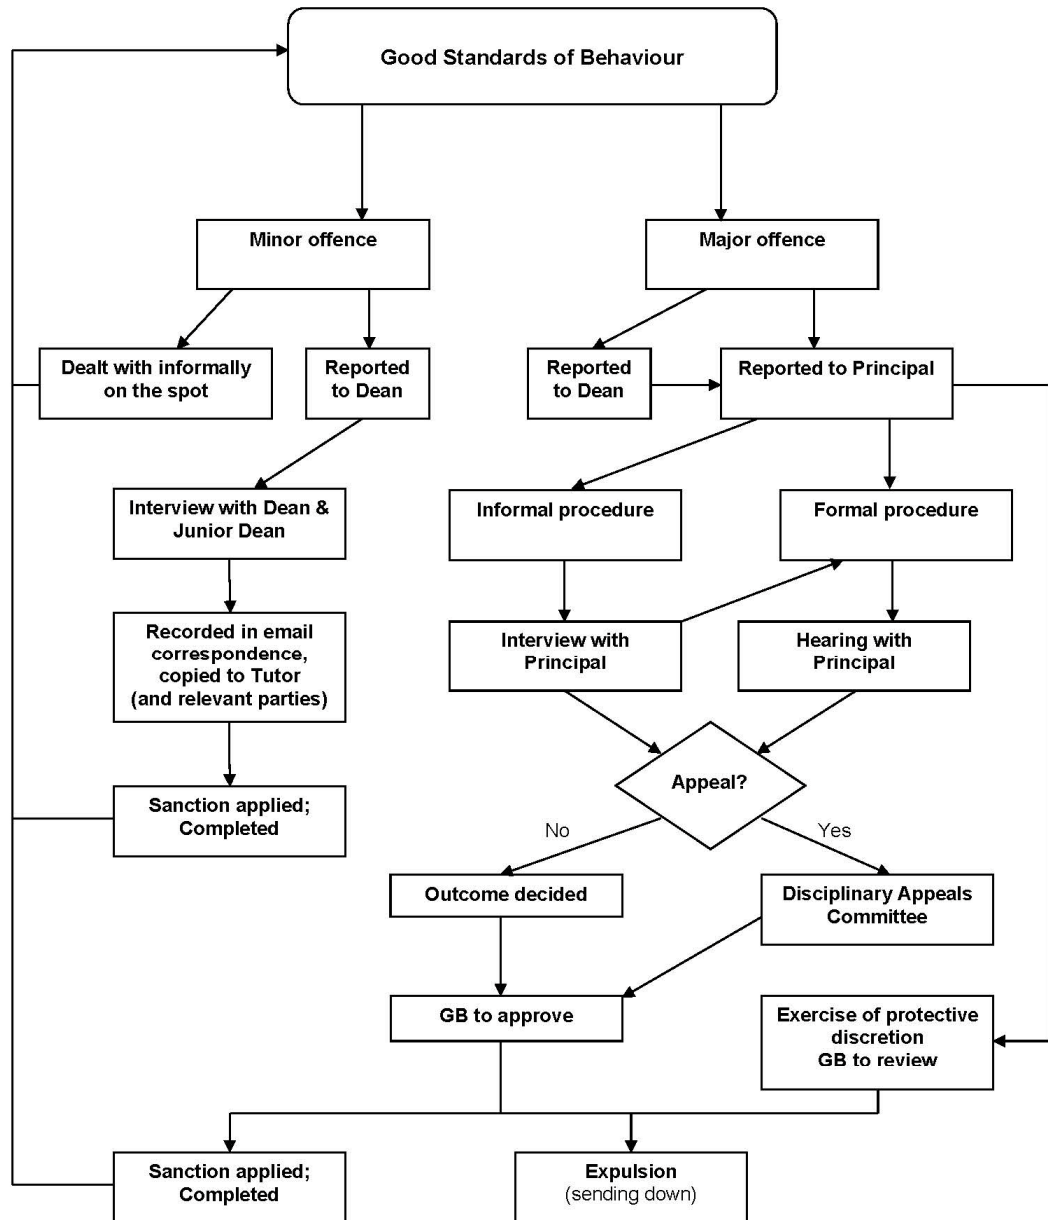 Good Standards of Behaviour
Minor offence
Major offence
Dealt with informally
on the spot
Reported
to Dean
Reported
to Dean
Reported to Principal
Interview with Dean &
Junior Dean
Informal procedure
Formal procedure
Recorded in email
correspondence,
copied to Tutor
(and relevant parties)
Interview with
Principal
Hearing with
Principal
Appeal?
Sanction applied;
Completed
No
Yes
Outcome decided
Disciplinary Appeals
Committee
GB to approve
Exercise of protective
discretion
GB to review
Sanction applied;
Completed
Expulsion
(sending down)